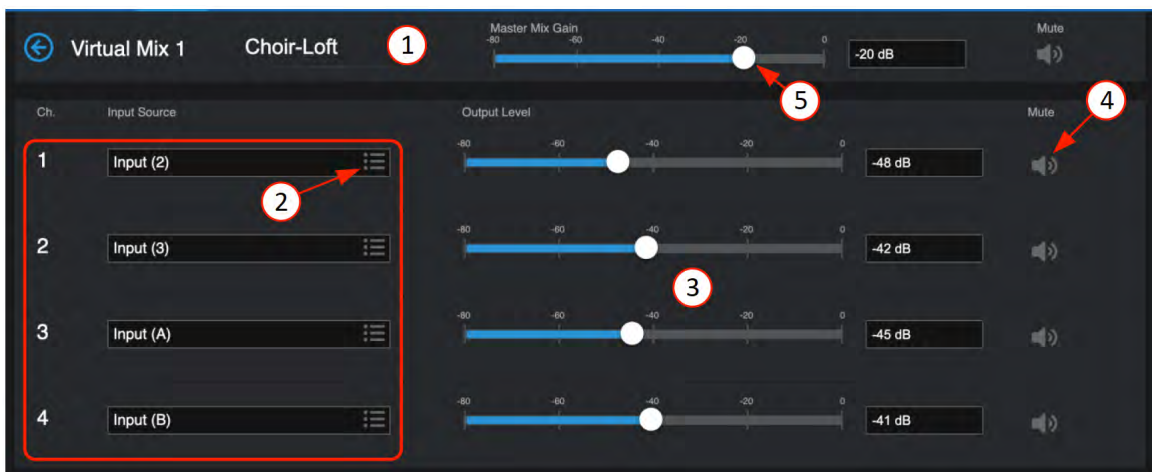 Virtual Mix 1 Choir-Loft 1 Master Mix Gain Mute
-80 -60 -40 -20 0
-20 dB
5 4
Ch. Input Source Output Level Mute
-80 -60 -40 -20 0
1 Input (2) -48 dB
2
-80 -60 -40 -20 0
2 Input (3) -42 dB
3
-80 -60 -40 -20 0
3 Input (A) -45 dB
-80 -60 -40 -20 0
4 Input (B) -41 dB